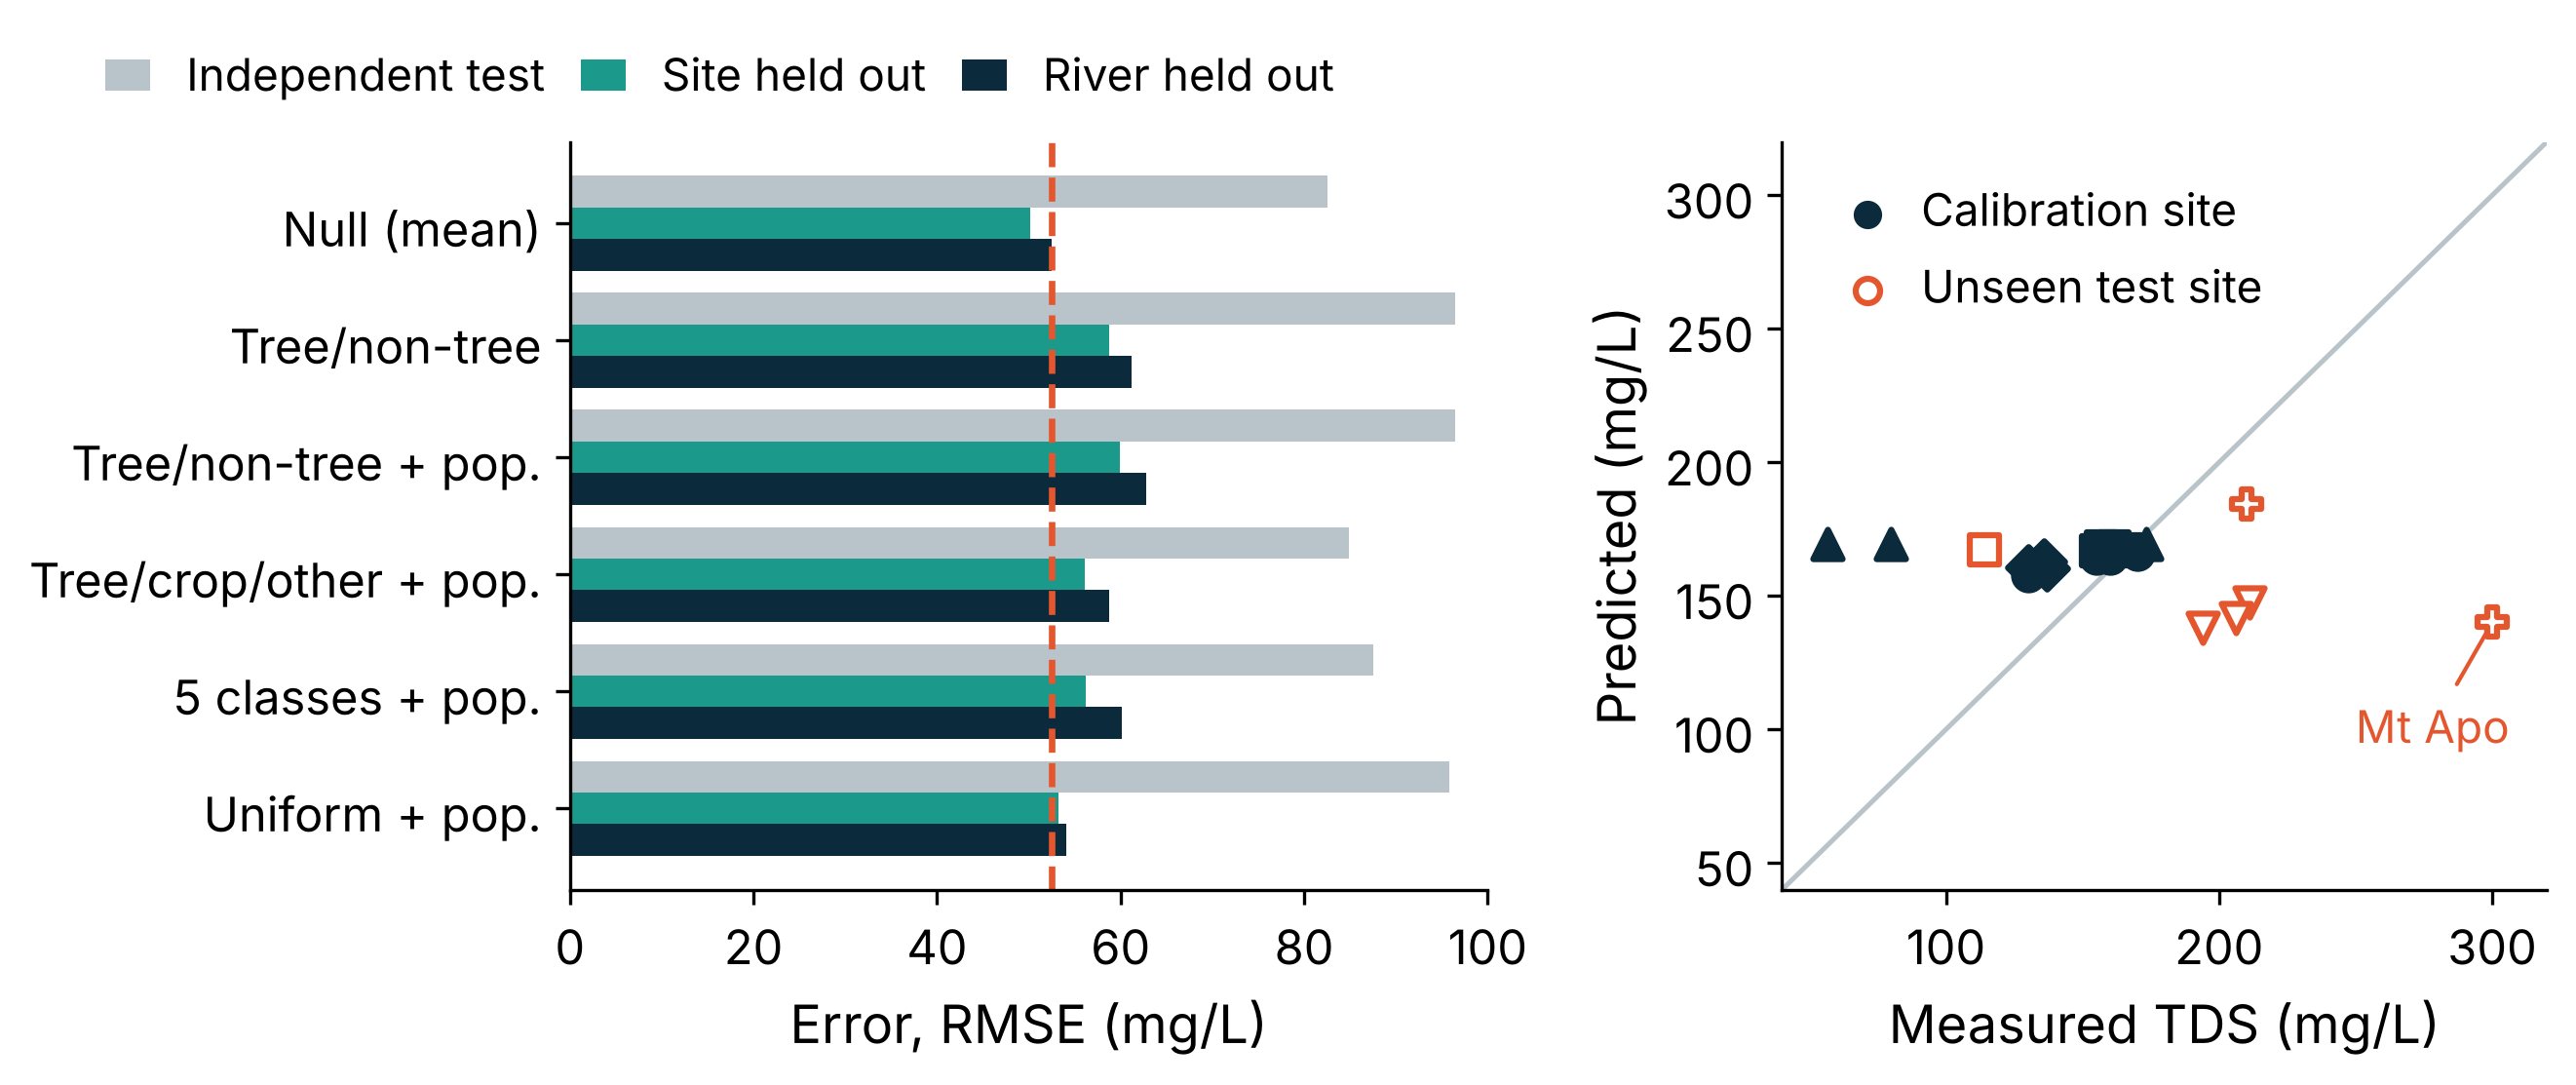 Independent test
Site held out
River held out
Null (mean)
Tree/non-tree
Tree/non-tree + pop.
Tree/crop/other + pop.
5 classes + pop.
Uniform + pop.
0 20 40 60 80 100
Error, RMSE (mg/L)
Predicted (mg/L)
300
250
200
150
100
50
Calibration site
Unseen test site
Mt Apo
100 200 300
Measured TDS (mg/L)